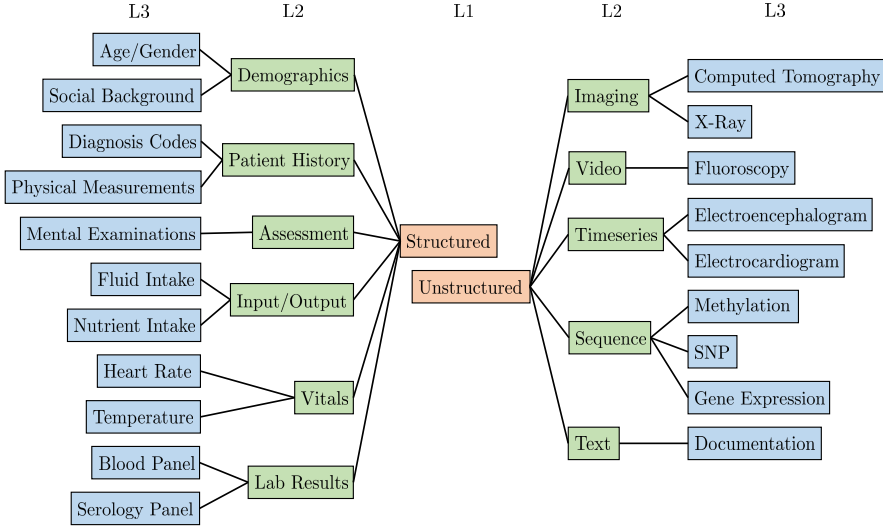 L3
L2
L1
L2
L3
Age/Gender
Social Background
Demographics
Diagnosis Codes
Physical Measurements
Patient History
Mental Examinations
Assessment
Fluid Intake
Nutrient Intake
Input/Output
Heart Rate
Temperature
Vitals
Blood Panel
Serology Panel
Lab Results
Structured
Unstructured
Imaging
Computed Tomography
X-Ray
Video
Fluoroscopy
Timeseries
Electroencephalogram
Electrocardiogram
Sequence
Methylation
SNP
Gene Expression
Text
Documentation